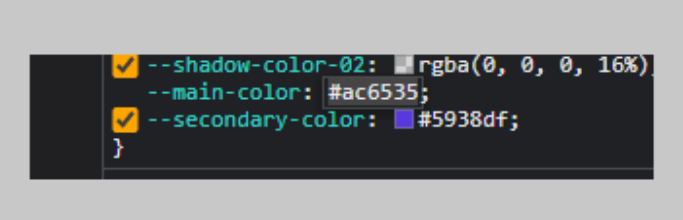 --shadow-color-02: rgba(0, 0, 0, 16%)
--main-color: #ac6535;
--secondary-color: #5938df;
}